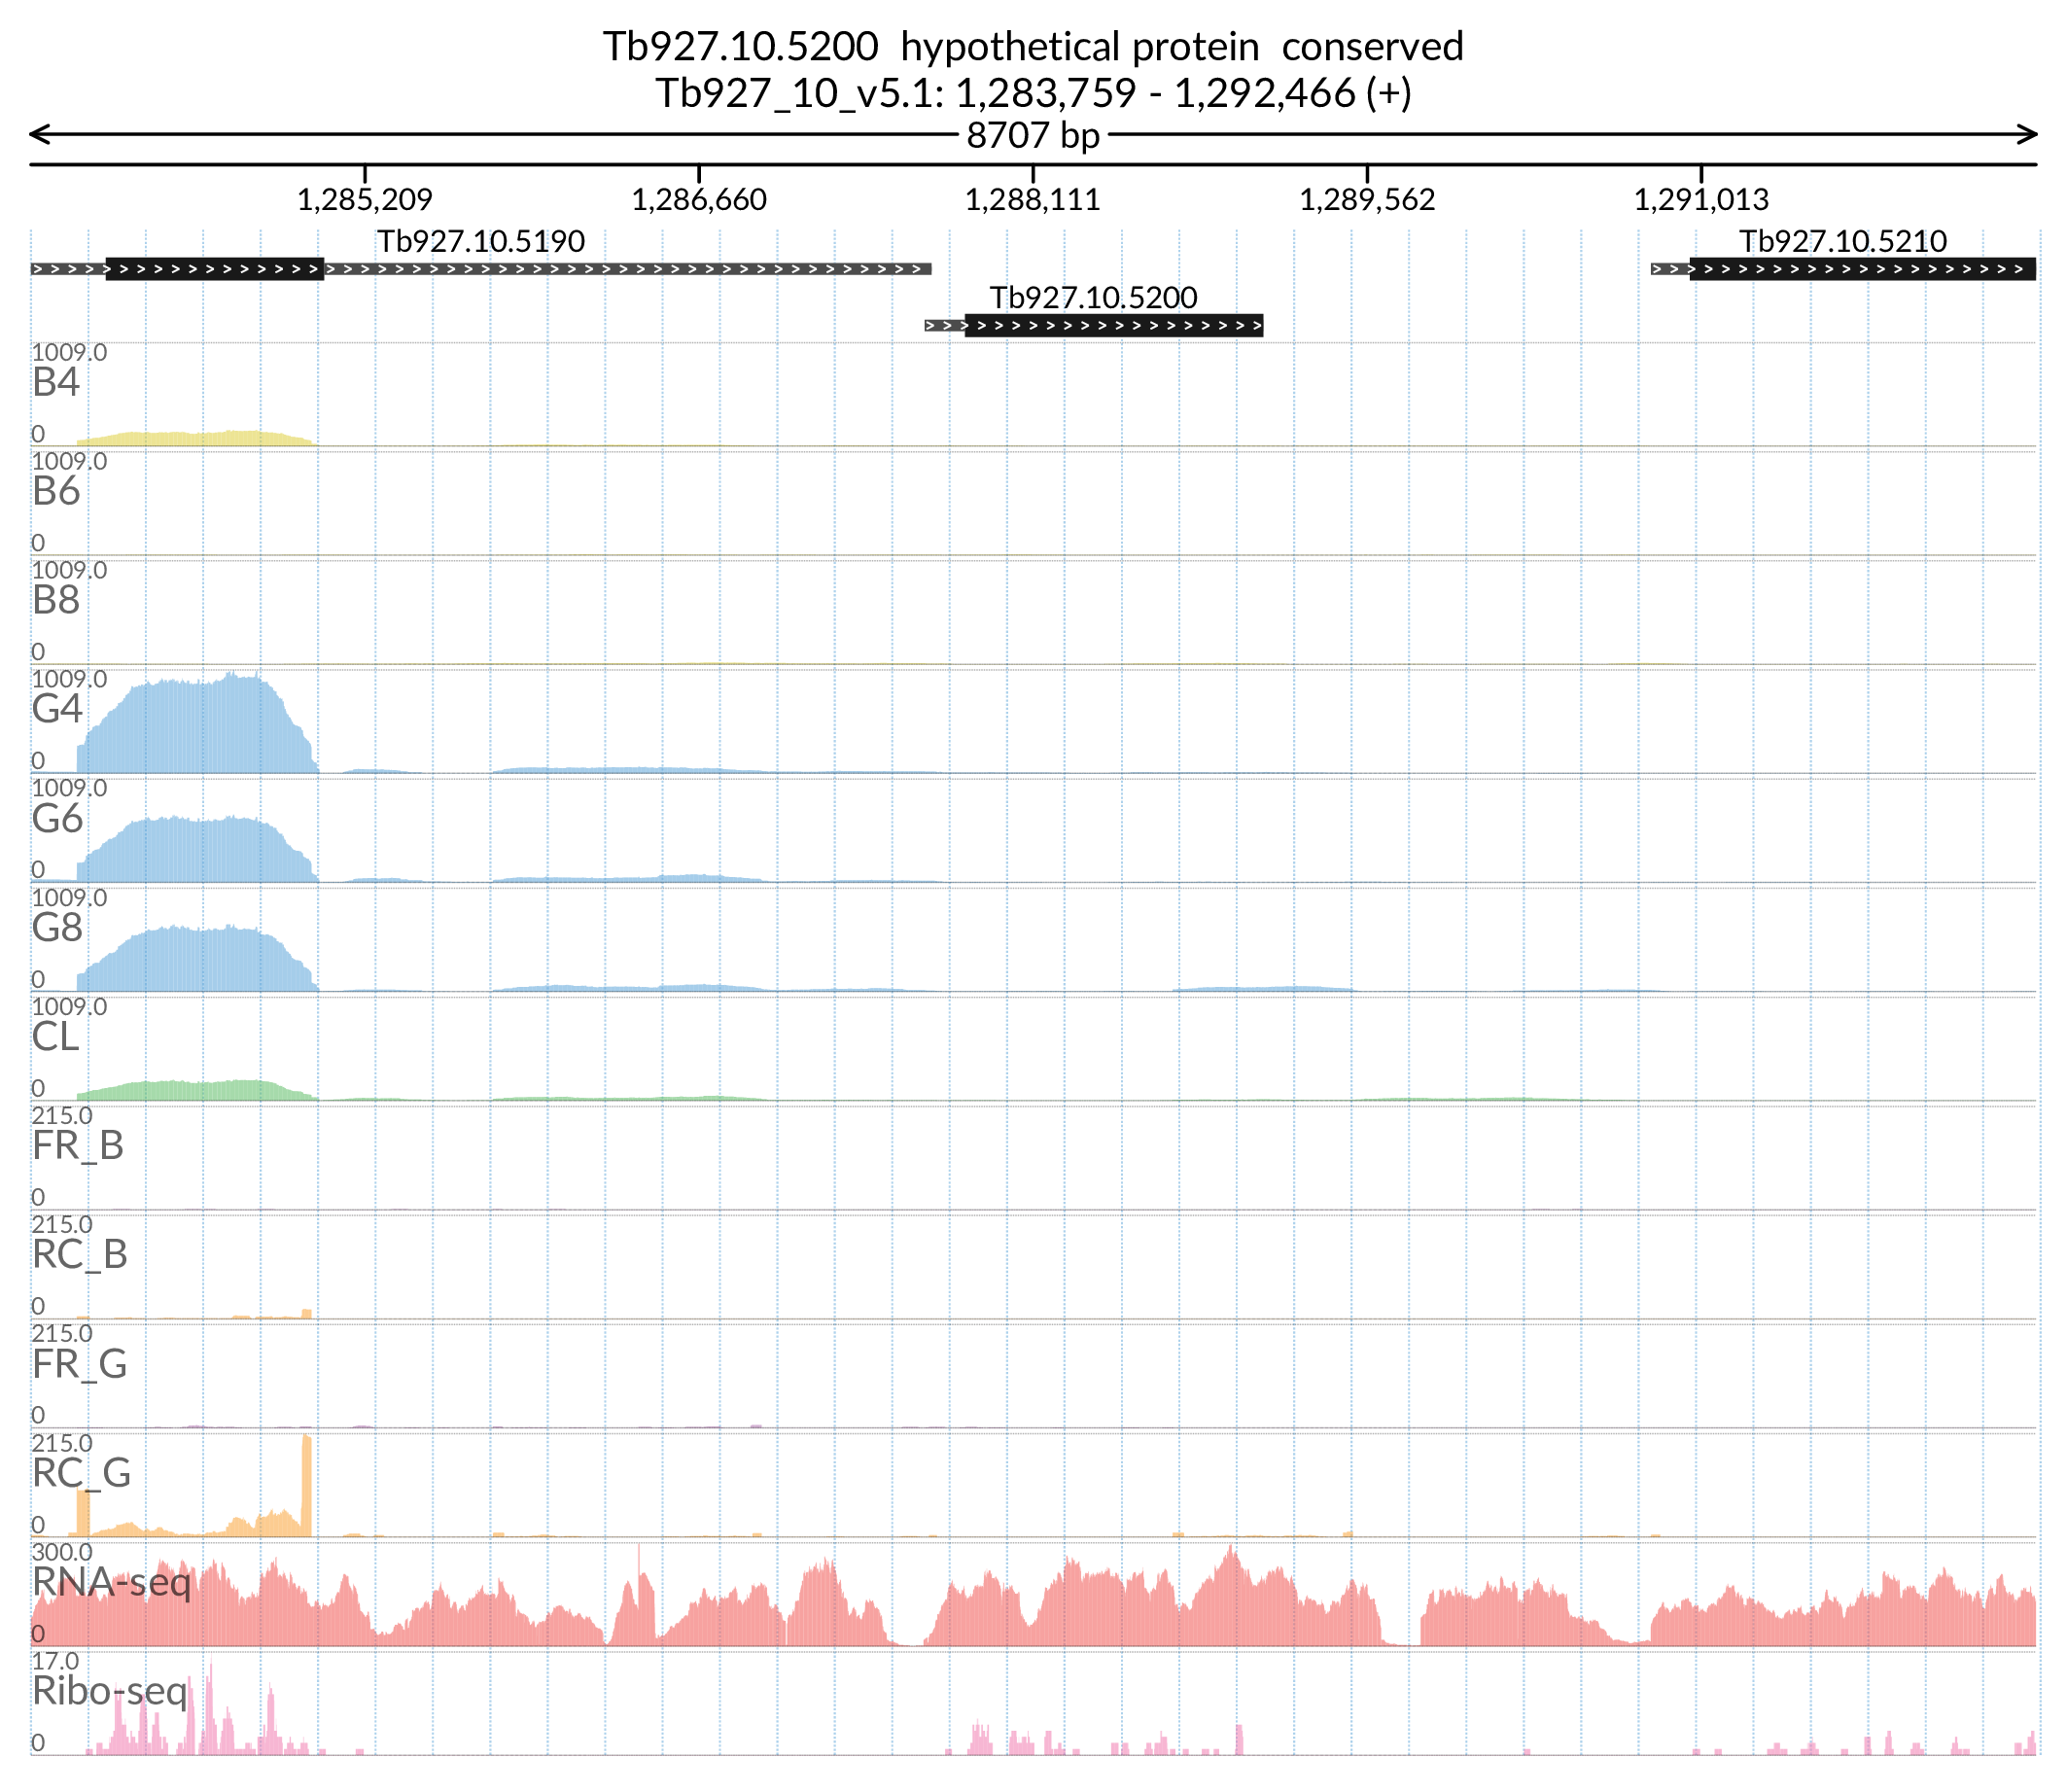 Tb927.10.5200 hypothetical protein conserved
Tb927_10_v5.1: 1,283,759 - 1,292,466 (+)
8707 bp
1,285,209 1,286,660 1,288,111 1,289,562 1,291,013
Tb927.10.5190 Tb927.10.5210
Tb927.10.5200
1009.0
B4
0
1009.0
B6
0
1009.0
B8
0
1009.0
G4
0
1009.0
G6
0
1009.0
G8
0
1009.0
CL
0
215.0
FR_B
0
215.0
RC_B
0
215.0
FR_G
0
215.0
RC_G
0
300.0
RNA-seq
0
17.0
Ribo-seq
0